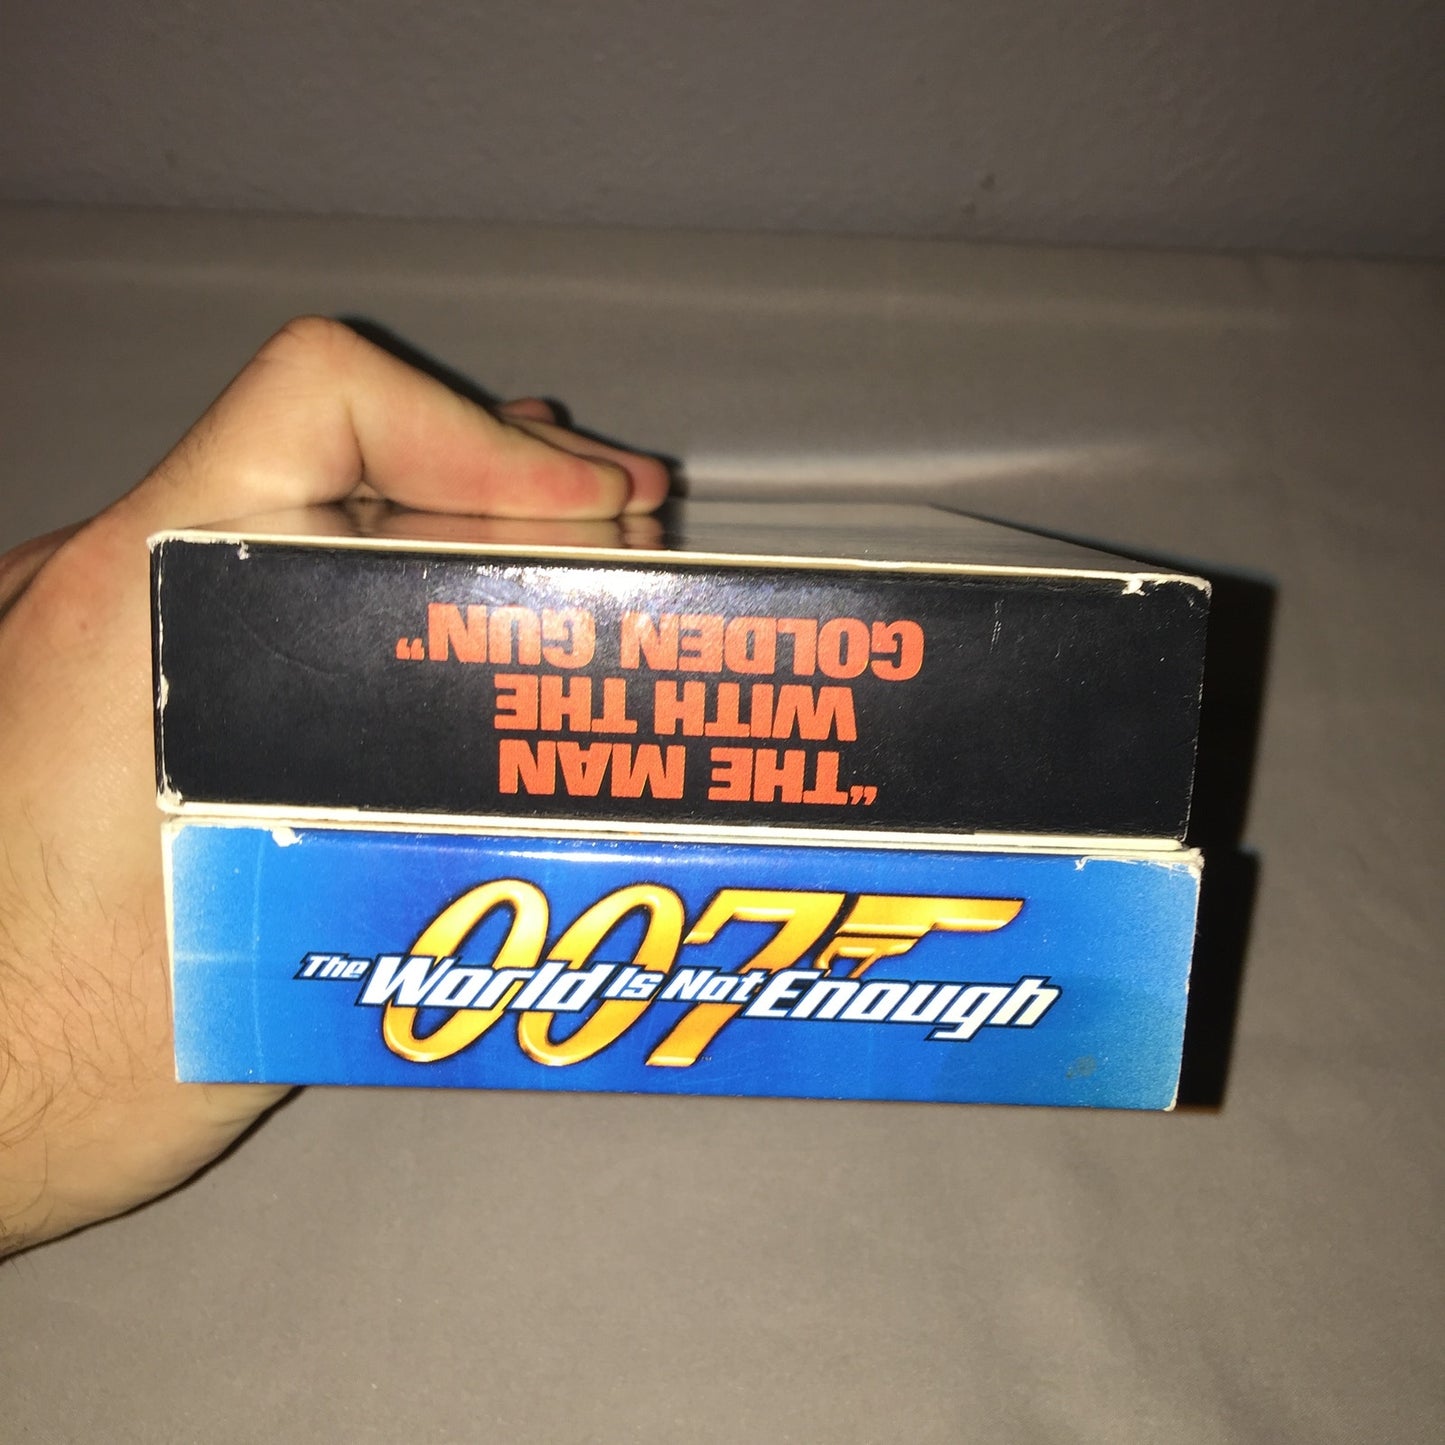 "THE MAN
WITH THE
GOLDEN GUN"
007
The World Is Not Enough